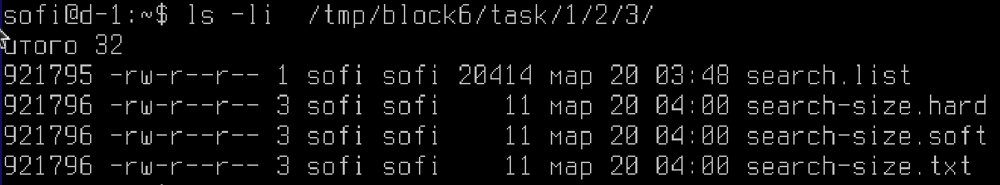 sofi@d-1:~$ ls -li  /tmp/block6/task/1/2/3/
итого 32
921795 -rw-r--r-- 1 sofi sofi 20414 мар 20 03:48 search.list
921796 -rw-r--r-- 3 sofi sofi    11 мар 20 04:00 search-size.hard
921796 -rw-r--r-- 3 sofi sofi    11 мар 20 04:00 search-size.soft
921796 -rw-r--r-- 3 sofi sofi    11 мар 20 04:00 search-size.txt